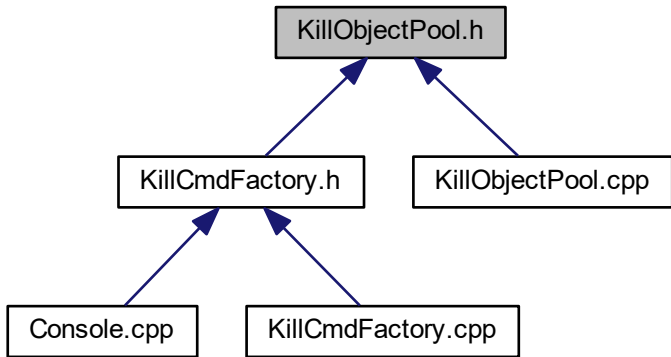 KillObjectPool.h
KillCmdFactory.h
KillObjectPool.cpp
Console.cpp
KillCmdFactory.cpp